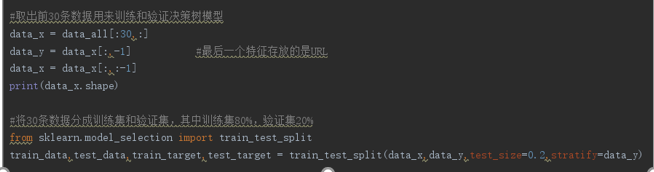 #取出前30条数据用来训练和验证决策树模型
data_x = data_all[:30,:]
data_y = data_x[:,-1]          #最后一个特征存放的是URL
data_x = data_x[:,:-1]
print(data_x.shape)
#将30条数据分成训练集和验证集，其中训练集80%，验证集20%
from sklearn.model_selection import train_test_split
train_data,test_data,train_target,test_target = train_test_split(data_x,data_y,test_size=0.2,stratify=data_y)